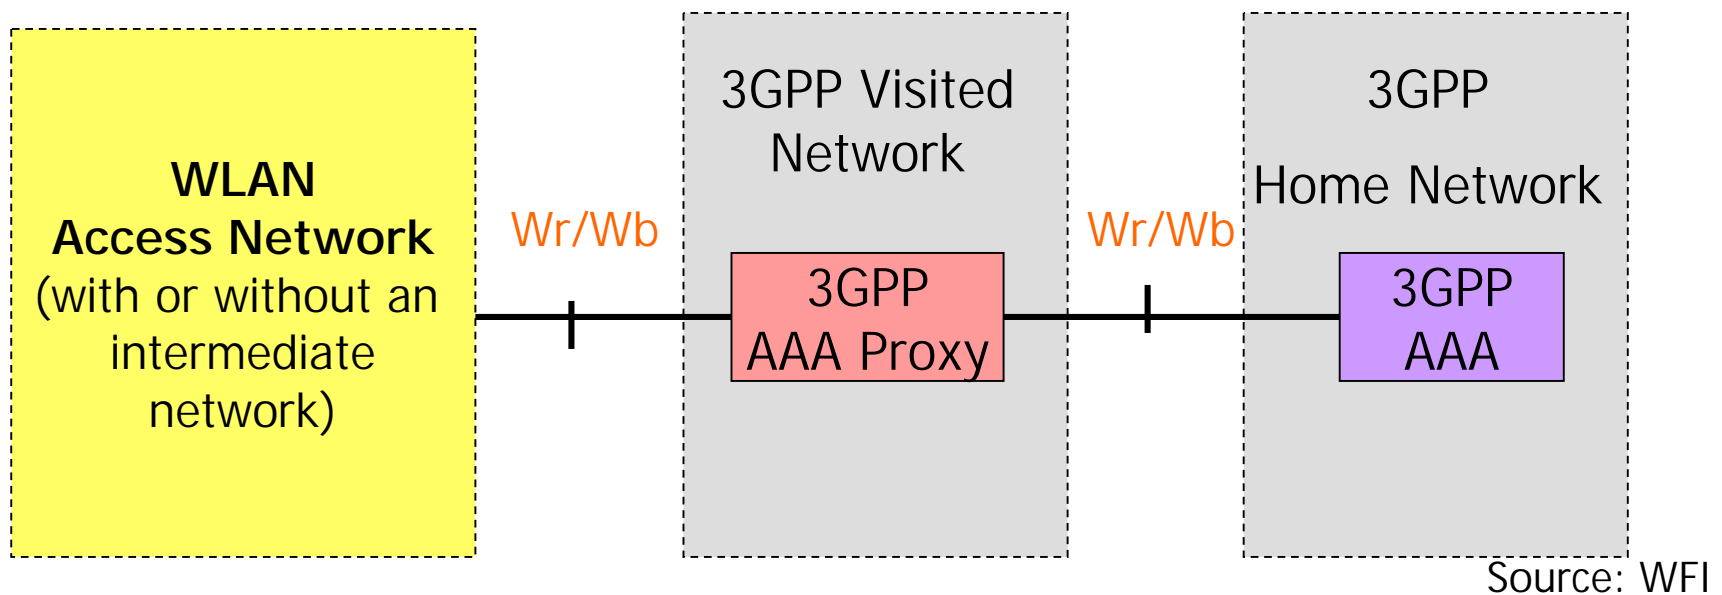 WLAN
Access Network
(with or without an
intermediate
network)
Wr/Wb
3GPP Visited
Network
3GPP
AAA Proxy
Wr/Wb
3GPP
Home Network
3GPP
AAA
Source: WFI